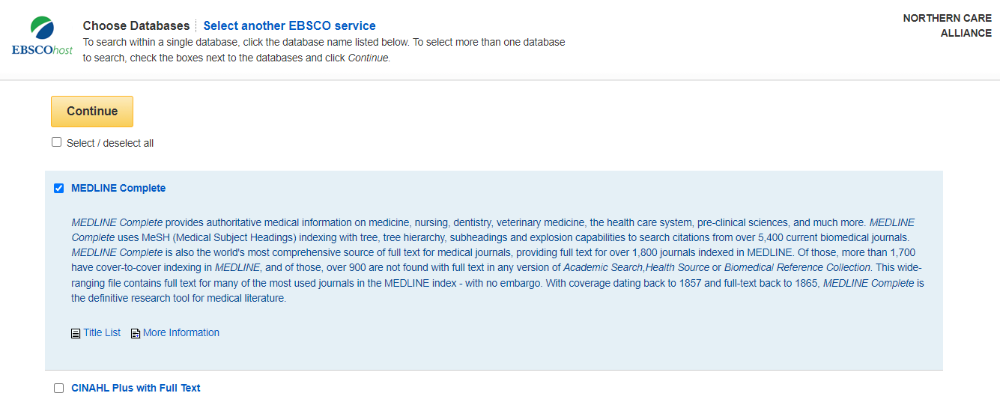 EBSCOhost
Choose Databases Select another EBSCO service
To search within a single database, click the database name listed below. To select more than one database
to search, check the boxes next to the databases and click Continue.
NORTHERN CARE
ALLIANCE
Continue
Select / deselect all
MEDLINE Complete
MEDLINE Complete provides authoritative medical information on medicine, nursing, dentistry, veterinary medicine, the health care system, pre-clinical sciences, and much more. MEDLINE
Complete uses MeSH (Medical Subject Headings) indexing with tree, tree hierarchy, subheadings and explosion capabilities to search citations from over 5,400 current biomedical journals.
MEDLINE Complete is also the world's most comprehensive source of full text for medical journals, providing full text for over 1,800 journals indexed in MEDLINE. Of those, more than 1,700
have cover-to-cover indexing in MEDLINE, and of those, over 900 are not found with full text in any version of Academic Search,Health Source or Biomedical Reference Collection. This wide-
ranging file contains full text for many of the most used journals in the MEDLINE index - with no embargo. With coverage dating back to 1857 and full-text back to 1865, MEDLINE Complete is
the definitive research tool for medical literature.
Title List More Information
CINAHL Plus with Full Text